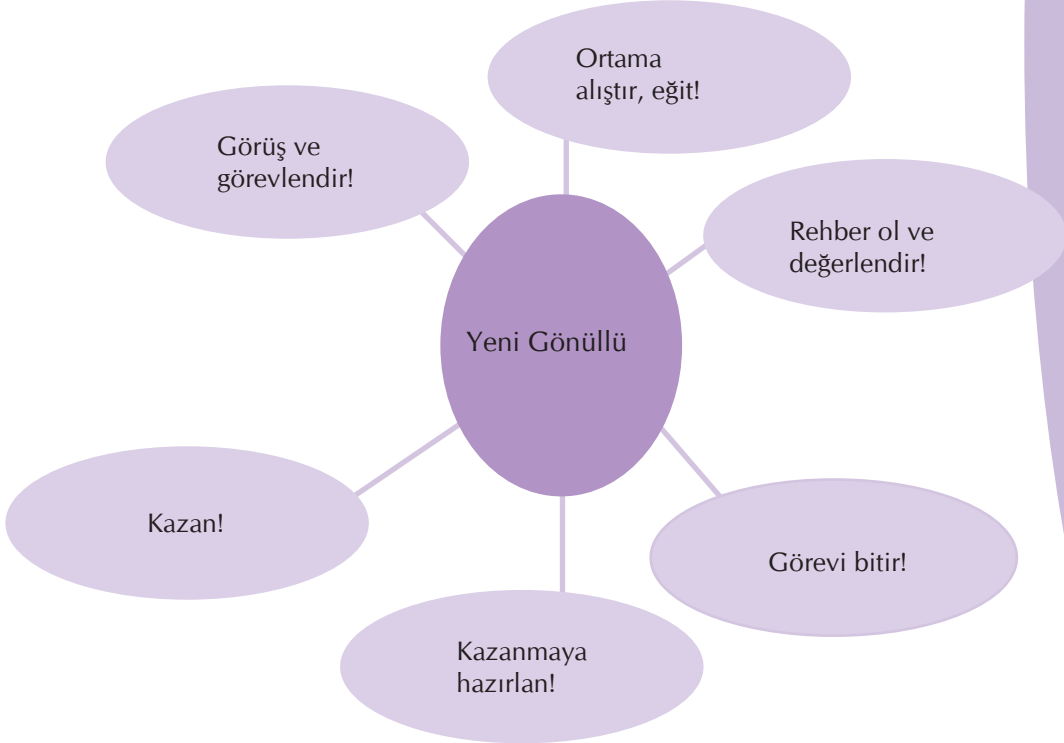 Ortama
alıştır, eğit!
Görüş ve
görevlendir!
Rehber ol ve
değerlendir!
Yeni Gönüllü
Kazan!
Görevi bitir!
Kazanmaya
hazırlan!